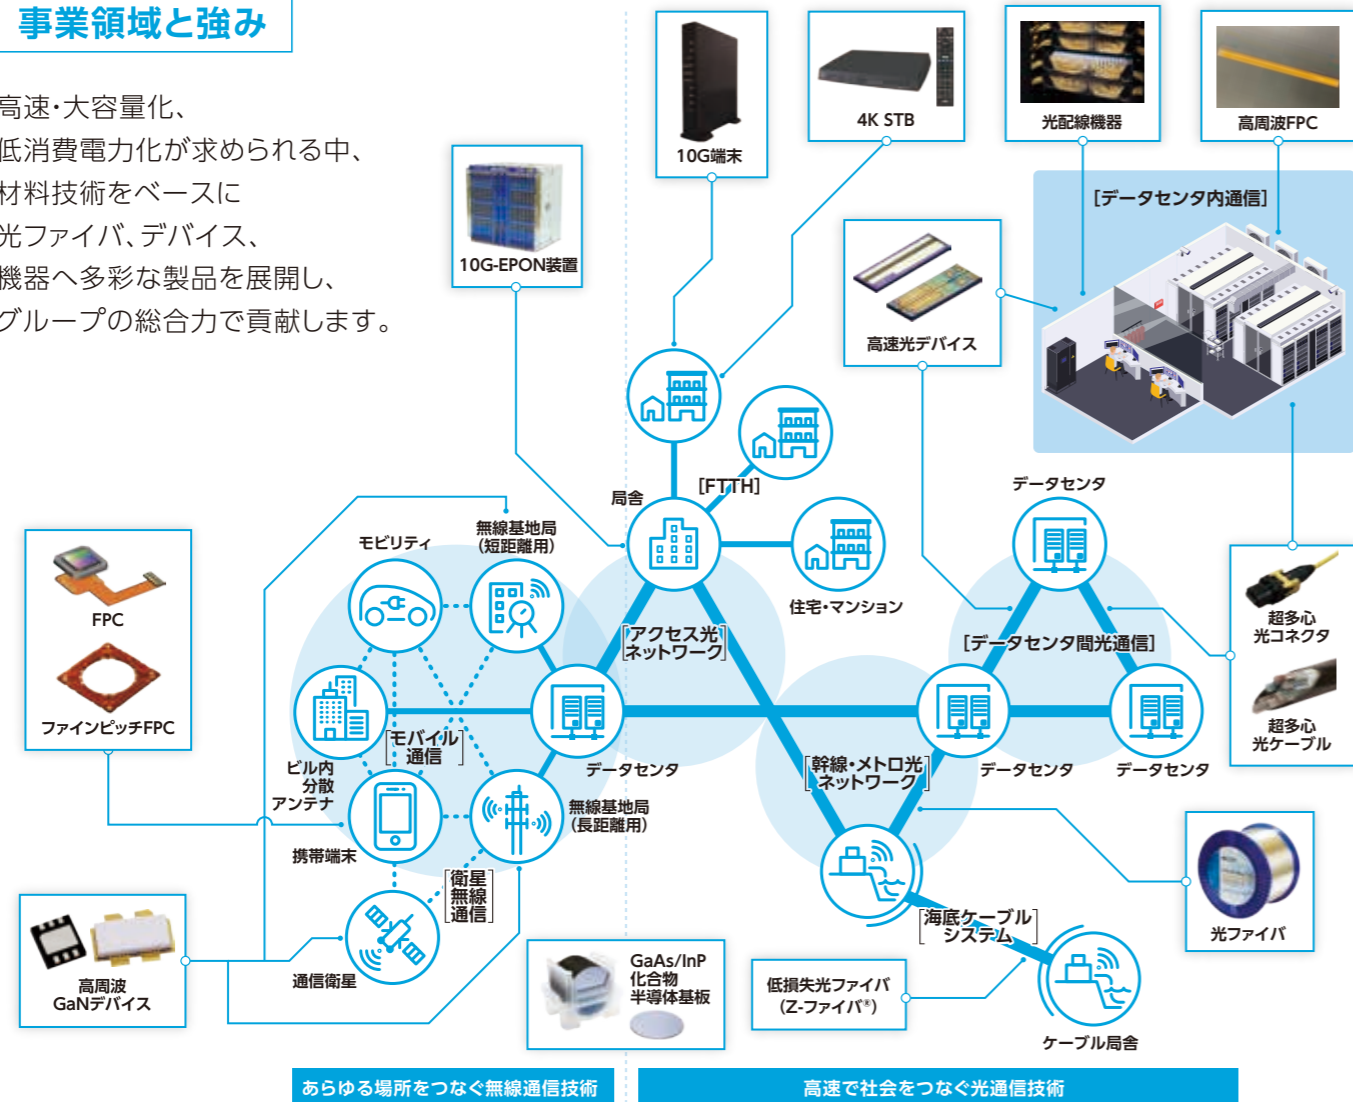 事業領域と強み
高速・大容量化、
低消費電力化が求められる中、
材料技術をベースに
光ファイバ、デバイス、
機器へ多彩な製品を展開し、
グループの総合力で貢献します。
10G端末
4K STB
光配線機器
高周波FPC
10G-EPON装置
[データセンタ内通信]
高速光デバイス
[FTTH]
局舎
データセンタ
無線基地局
(短距離用)
モビリティ
住宅・マンション
FPC
ファインピッチFPC
[アクセス光
ネットワーク]
[データセンタ間光通信]
超多心
光コネクタ
超多心
光ケーブル
[モバイル
通信]
ビル内
分散
アンテナ
データセンタ
[幹線・メトロ光
ネットワーク]
データセンタ
データセンタ
無線基地局
(長距離用)
携帯端末
[衛星
無線
通信]
[海底ケーブル
システム]
光ファイバ
高周波
GaNデバイス
通信衛星
GaAs/InP
化合物
半導体基板
低損失光ファイバ
(Z-ファイバ®)
ケーブル局舎
あらゆる場所をつなぐ無線通信技術
高速で社会をつなぐ光通信技術